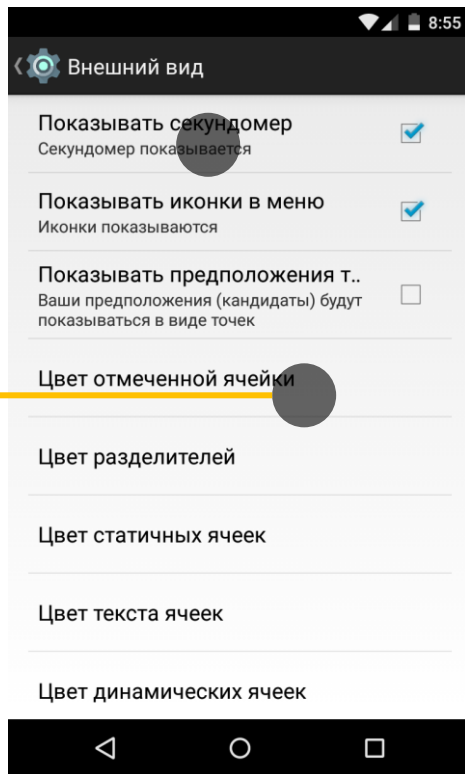 8:55
Внешний вид
Показывать секундомер
Секундомер показывается
Показывать иконки в меню
Иконки показываются
Показывать предположения т..
Ваши предположения (кандидаты) будут
показываться в виде точек
Цвет отмеченной ячейки
Цвет разделителей
Цвет статичных ячеек
Цвет текста ячеек
Цвет динамических ячеек